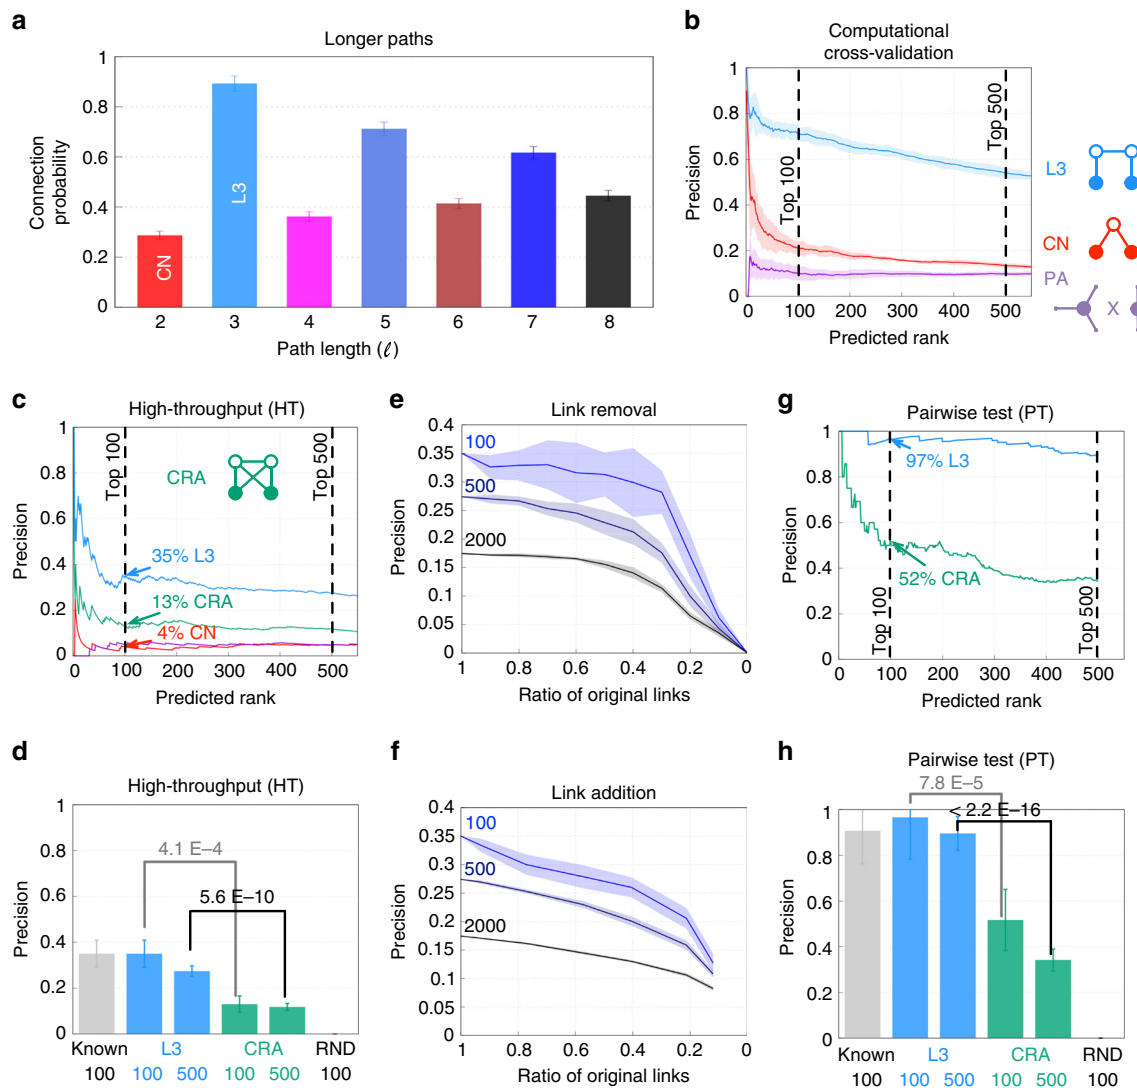 a
Longer paths
Connection
probability
1
0.8
0.6
0.4
0.2
0
CN
L3
2 3 4 5 6 7 8
Path length (ℓ)
b
Computational
cross-validation
Precision
1
0.8
0.6
0.4
0.2
0
Top 100
Top 500
0 100 200 300 400 500
Predicted rank
L3
CN
PA
X
c
High-throughput (HT)
Precision
1
0.8
0.6
0.4
0.2
0
Top 100
Top 500
CRA
35% L3
13% CRA
4% CN
0 100 200 300 400 500
Predicted rank
e
Link removal
Precision
0.4
0.35
0.3
0.25
0.2
0.15
0.1
0.05
0
100
500
2000
1 0.8 0.6 0.4 0.2 0
Ratio of original links
g
Pairwise test (PT)
Precision
1
0.8
0.6
0.4
0.2
0
97% L3
52% CRA
Top 100
Top 500
0 100 200 300 400 500
Predicted rank
d
High-throughput (HT)
Precision
1
0.8
0.6
0.4
0.2
0
4.1 E–4
5.6 E–10
Known L3 CRA RND
100 100 500 100 500 100
f
Link addition
Precision
0.4
0.35
0.3
0.25
0.2
0.15
0.1
0.05
0
100
500
2000
1 0.8 0.6 0.4 0.2 0
Ratio of original links
h
Pairwise test (PT)
Precision
1
0.8
0.6
0.4
0.2
0
7.8 E–5
< 2.2 E–16
Known L3 CRA RND
100 100 500 100 500 100